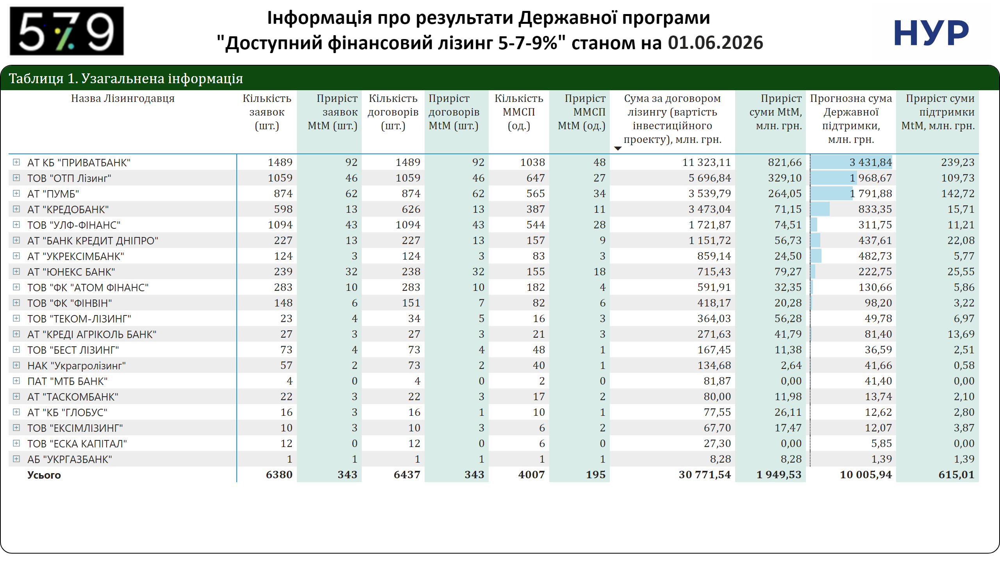 579
Інформація про результати Державної програми
"Доступний фінансовий лізинг 5-7-9%" станом на 01.06.2026
НУР
Таблиця 1. Узагальнена інформація
Назва Лізингодавця Кількість заявок (шт.) Приріст заявок MtM (шт.) Кількість договорів (шт.) Приріст договорів MtM (шт.) Кількість ММСП (од.) Приріст ММСП MtM (од.) Сума за договором лізингу (вартість інвестиційного проекту), млн. грн. Приріст суми MtM, млн. грн. Прогнозна сума Державної підтримки, млн. грн. Приріст суми підтримки MtM, млн. грн.
АТ КБ "ПРИВАТБАНК" 1489 92 1489 92 1038 48 11 323,11 821,66 3 431,84 239,23
ТОВ "ОТП Лізинг" 1059 46 1059 46 647 27 5 696,84 329,10 1 968,67 109,73
АТ "ПУМБ" 874 62 874 62 565 34 3 539,79 264,05 1 791,88 142,72
АТ "КРЕДОБАНК" 598 13 626 13 387 11 3 473,04 71,15 833,35 15,71
ТОВ "УЛФ-ФІНАНС" 1094 43 1094 43 544 28 1 721,87 74,51 311,75 11,21
АТ "БАНК КРЕДИТ ДНІПРО" 227 13 227 13 157 9 1 151,72 56,73 437,61 22,08
АТ "УКРЕКСІМБАНК" 124 3 124 3 83 3 859,14 24,50 482,73 5,77
АТ "ЮНЕКС БАНК" 239 32 238 32 155 18 715,43 79,27 222,75 25,55
ТОВ "ФК "АТОМ ФІНАНС" 283 10 283 10 182 4 591,91 32,35 130,66 5,86
ТОВ "ФК "ФІНВІН" 148 6 151 7 82 6 418,17 20,28 98,20 3,22
ТОВ "ТЕКОМ-ЛІЗИНГ" 23 4 34 5 16 3 364,03 56,28 49,78 6,97
АТ "КРЕДІ АГРІКОЛЬ БАНК" 27 3 27 3 21 3 271,63 41,79 81,40 13,69
ТОВ "БЕСТ ЛІЗИНГ" 73 4 73 4 48 1 167,45 11,38 36,59 2,51
НАК "Украгролізинг" 57 2 73 2 40 1 134,68 2,64 41,66 0,58
ПАТ "МТБ БАНК" 4 0 4 0 2 0 81,87 0,00 41,40 0,00
АТ "ТАСКОМБАНК" 22 3 22 3 17 2 80,00 11,98 13,74 2,10
АТ "КБ "ГЛОБУС" 16 3 16 1 10 1 77,55 26,11 12,62 2,80
ТОВ "ЕКСІМЛІЗИНГ" 10 3 10 3 6 2 67,70 17,47 12,07 3,87
ТОВ "ЕСКА КАПІТАЛ" 12 0 12 0 6 0 27,30 0,00 5,85 0,00
АБ "УКРГАЗБАНК" 1 1 1 1 1 1 8,28 8,28 1,39 1,39
Усього 6380 343 6437 343 4007 195 30 771,54 1 949,53 10 005,94 615,01